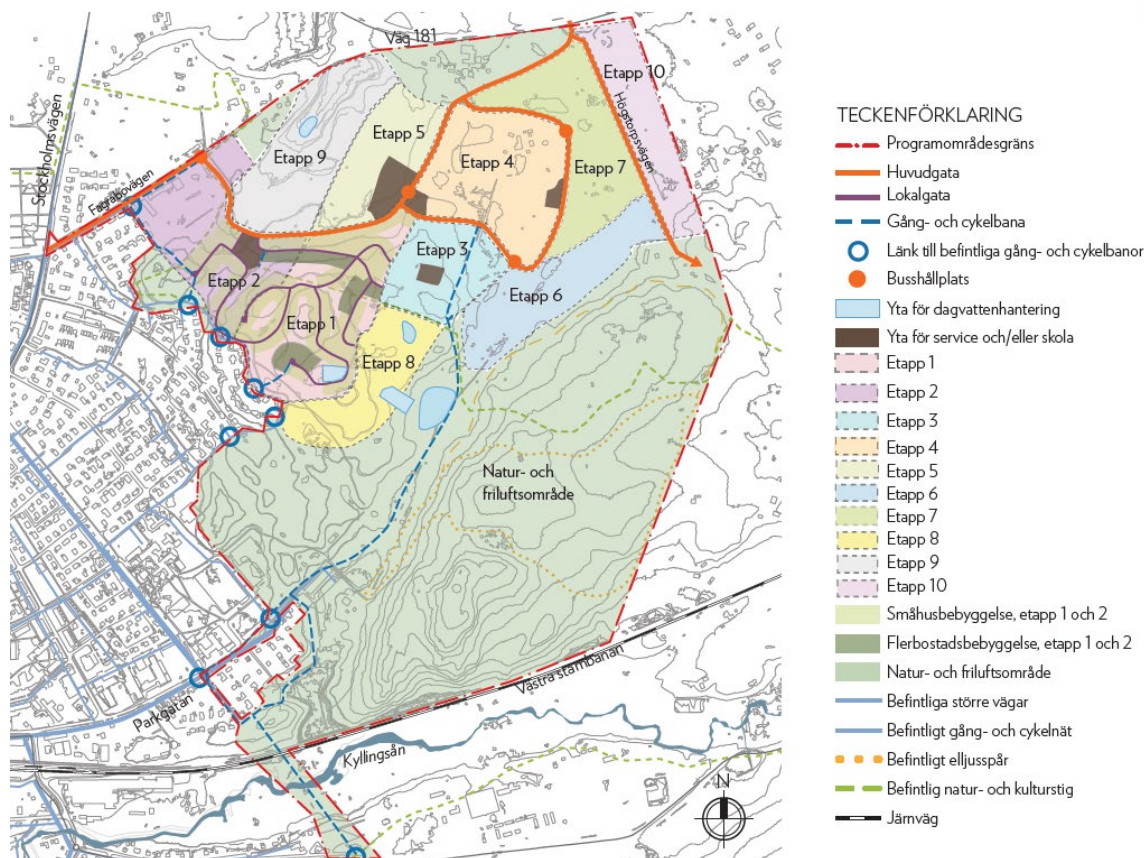 Väg 181
Etapp 10
Högstorpsvägen
Etapp 5
Etapp 4
Etapp 9
Etapp 7
Stockholmsvägen
Fagrabovägen
Etapp 3
Etapp 2
Etapp 6
Etapp 1
Etapp 8
Natur- och
friluftsområde
Västra stambanan
Parkgatan
Kyllingsån
N
TECKENFÖRKLARING
Programområdesgräns
Huvudgata
Lokalgata
Gång- och cykelbana
Länk till befintliga gång- och cykelbanor
Busshållplats
Yta för dagvattenhantering
Yta för service och/eller skola
Etapp 1
Etapp 2
Etapp 3
Etapp 4
Etapp 5
Etapp 6
Etapp 7
Etapp 8
Etapp 9
Etapp 10
Småhusbebyggelse, etapp 1 och 2
Flerbostadsbebyggelse, etapp 1 och 2
Natur- och friluftsområde
Befintliga större vägar
Befintligt gång- och cykelnät
Befintligt elljusspår
Befintlig natur- och kulturstig
Järnväg